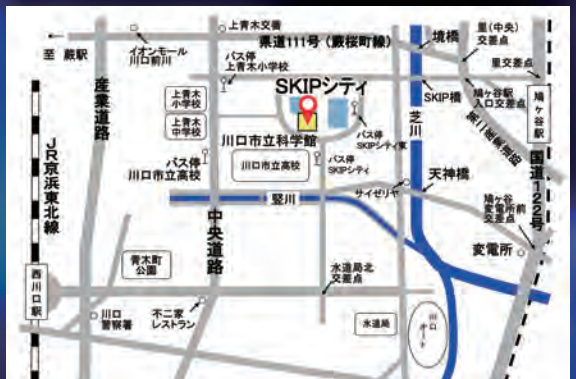 至 蕨駅
イオンモール
川口前川
上青木交番
県道111号（蕨桜町線）
境橋
里（中央）
交差点
バス停
上青木小学校
里交差点
産業道路
SKIPシティ
SKIP橋
鳩ヶ谷駅
入口交差点
鳩ヶ谷駅
上青木
小学校
芝川
上青木
中学校
バス停
SKIPシティ東
川口市立科学館
JR京浜東北線
バス停
川口市立高校
川口市立高校
バス停
SKIPシティ
国道122号
天神橋
サイゼリヤ
竪川
鳩ヶ谷
変電所前
交差点
中央道路
変電所
青木町
公園
水道局北
交差点
西川口駅
川口
警察署
不二家
レストラン
水道局
川口
オート